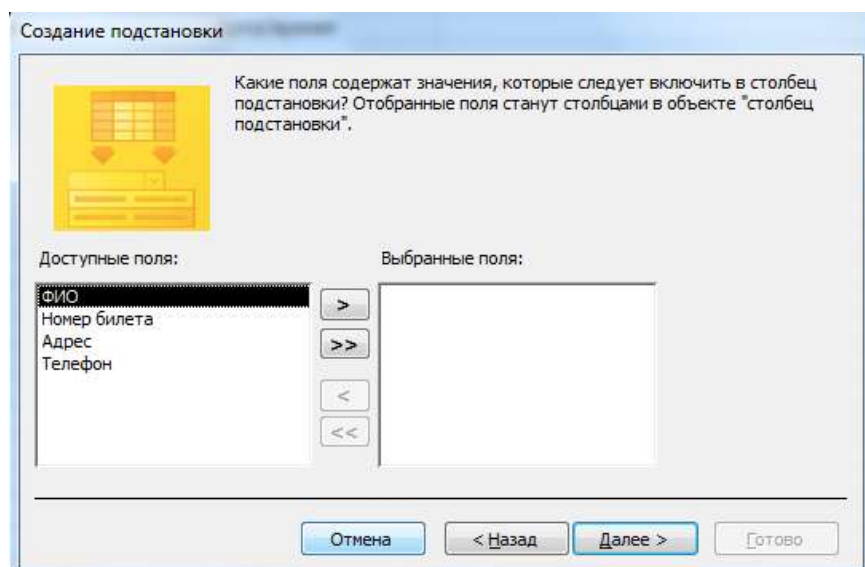 Создание подстановки
Какие поля содержат значения, которые следует включить в столбец
подстановки? Отобранные поля станут столбцами в объекте "столбец
подстановки".
Доступные поля:
Выбранные поля:
ФИО
Номер билета
Адрес
Телефон
>
>>
<
<<
Отмена
< Назад
Далее >
Готово